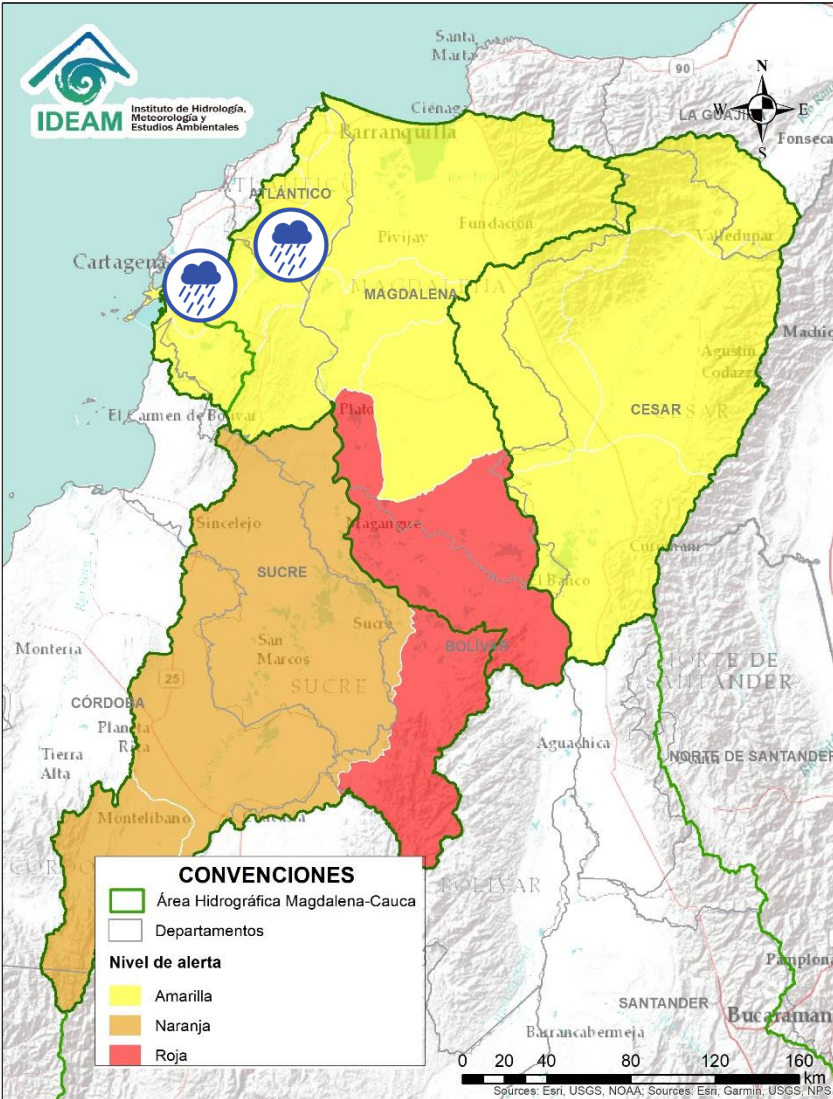 IDEAM
Instituto de Hidrología,
Meteorología y
Estudios Ambientales
Santa
Marta
90
N
W
E
S
Ciénaga
Barranquilla
Fonseca
ATLÁNTICO
Cartagena
Pivijay
Fundación
Valledupar
MAGDALENA
Agustín
Codazzi
CESAR
El Carmen de Bolívar
Plato
Sincelejo
Magangué
SUCRE
El Banco
Sucre
San
Marcos
BOLÍVAR
SUCRE
Montería
25
NORTE DE
SANTANDER
CÓRDOBA
Planeta
Rica
Tierra
Alta
Aguachica
NORTE DE SANTANDER
Montelíbano
BOLÍVAR
CONVENCIONES
Área Hidrográfica Magdalena-Cauca
Departamentos
Nivel de alerta
Amarilla
Naranja
Roja
Pamplona
SANTANDER
Bucaraman
Barrancabermeja
0 20 40 80 120 160
km
Sources: Esri, USGS, NOAA; Sources: Esri, Garmin, USGS, NPS